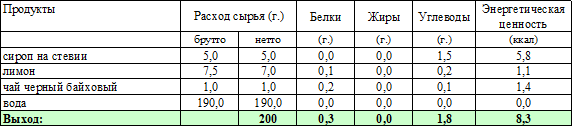 Продукты Расход сырья (г.) Белки Жиры Углеводы Энергетическая ценность
брутто нетто (г.) (г.) (г.) (ккал)
сироп на стевии 5,0 5,0 0,0 0,0 1,5 5,8
лимон 7,5 7,0 0,1 0,0 0,2 1,1
чай черный байховый 1,0 1,0 0,2 0,0 0,1 1,4
вода 190,0 190,0 0,0 0,0 0,0 0,0
Выход: 200 0,3 0,0 1,8 8,3